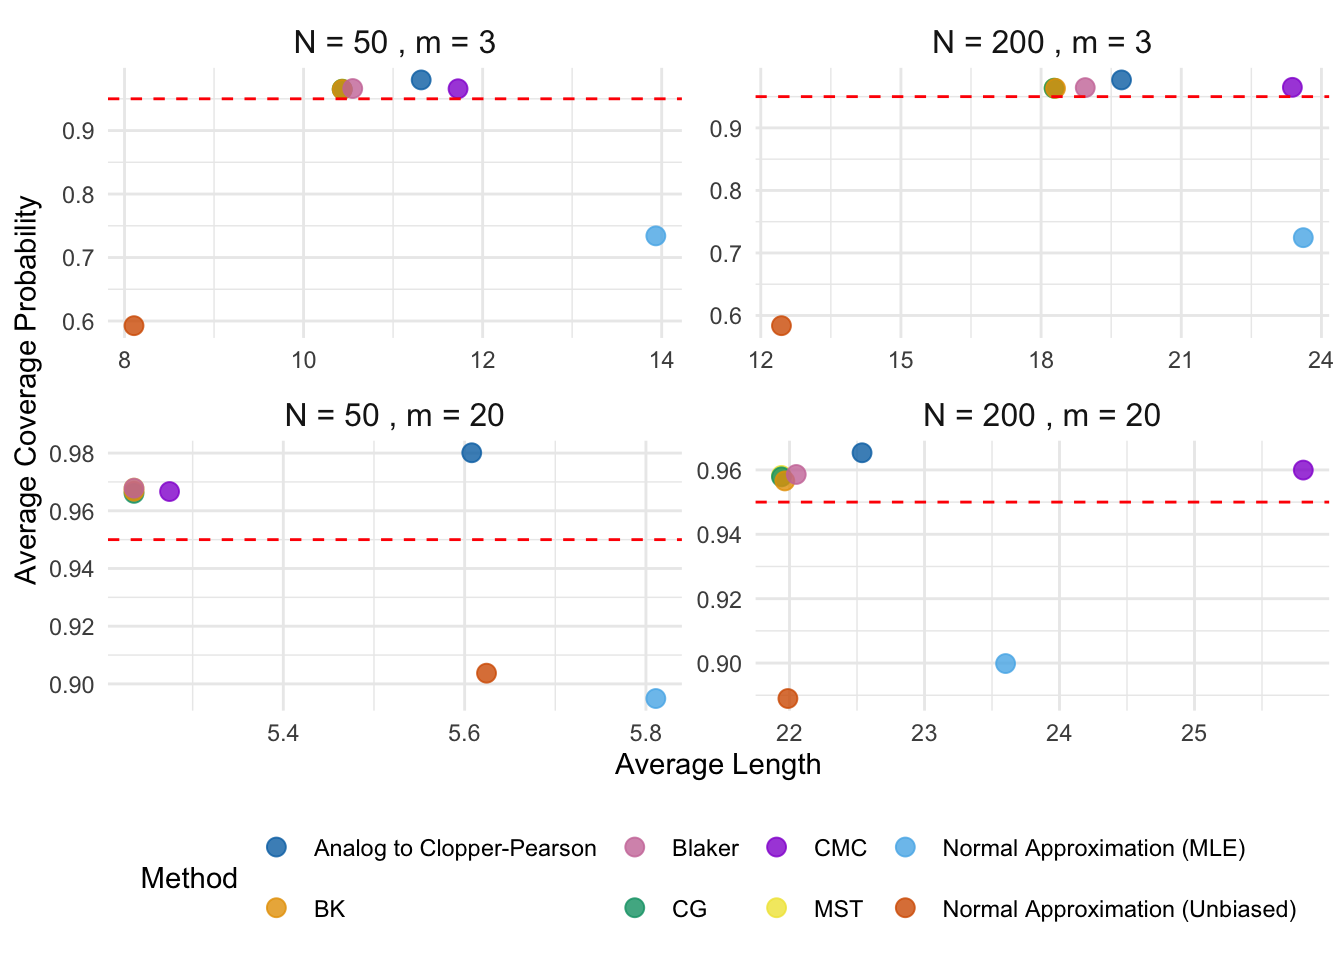 N = 50 , m = 3
N = 200 , m = 3
0.9
0.8
0.7
0.6
8
10
12
14
0.9
0.8
0.7
0.6
12
15
18
21
24
N = 50 , m = 20
N = 200 , m = 20
0.98
0.96
0.94
0.92
0.90
5.4
5.6
5.8
0.96
0.94
0.92
0.90
22
23
24
25
Average Coverage Probability
Average Length
Method
Analog to Clopper-Pearson
Blaker
CMC
Normal Approximation (MLE)
BK
CG
MST
Normal Approximation (Unbiased)